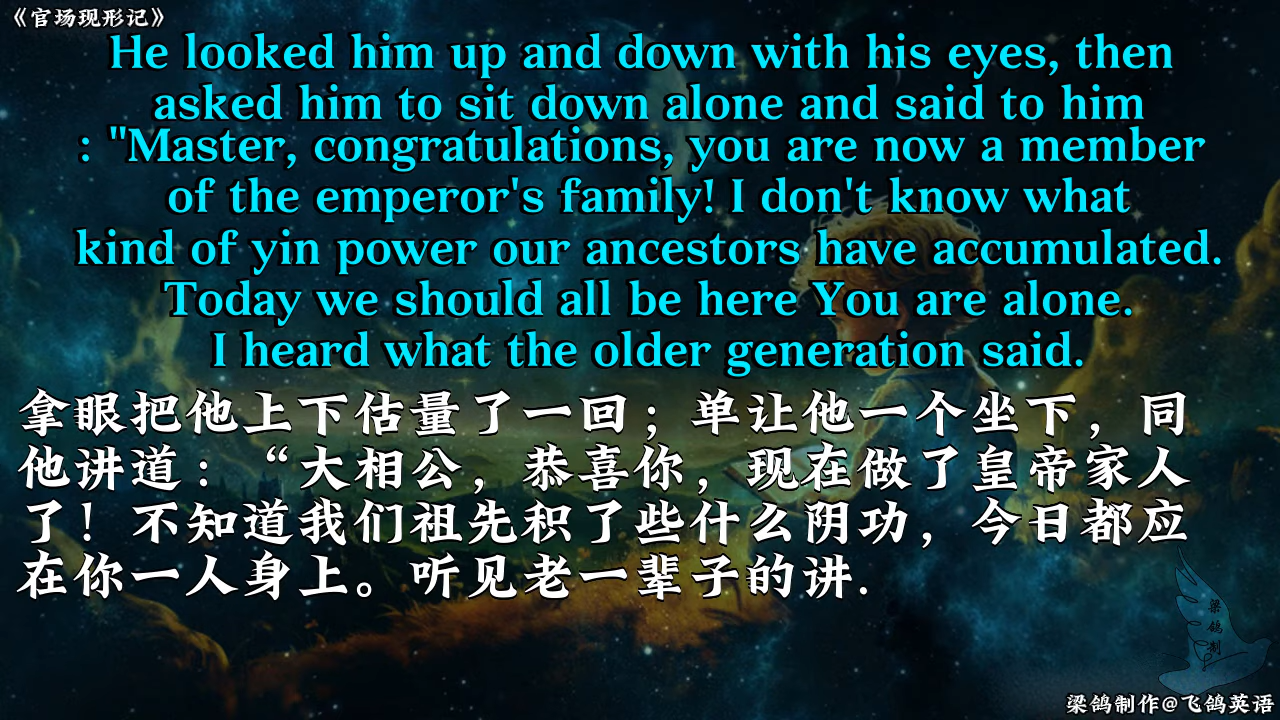 《官场现形记》
He looked him up and down with his eyes, then
asked him to sit down alone and said to him
: "Master, congratulations, you are now a member
of the emperor's family! I don't know what
kind of yin power our ancestors have accumulated.
Today we should all be here You are alone.
I heard what the older generation said.
拿眼把他上下估量了一回；单让他一个坐下，同
他讲道：“大相公，恭喜你，现在做了皇帝家人
了！不知道我们祖先积了些什么阴功，今日都应
在你一人身上。听见老一辈子的讲.
梁鸽制
梁鸽制作@飞鸽英语